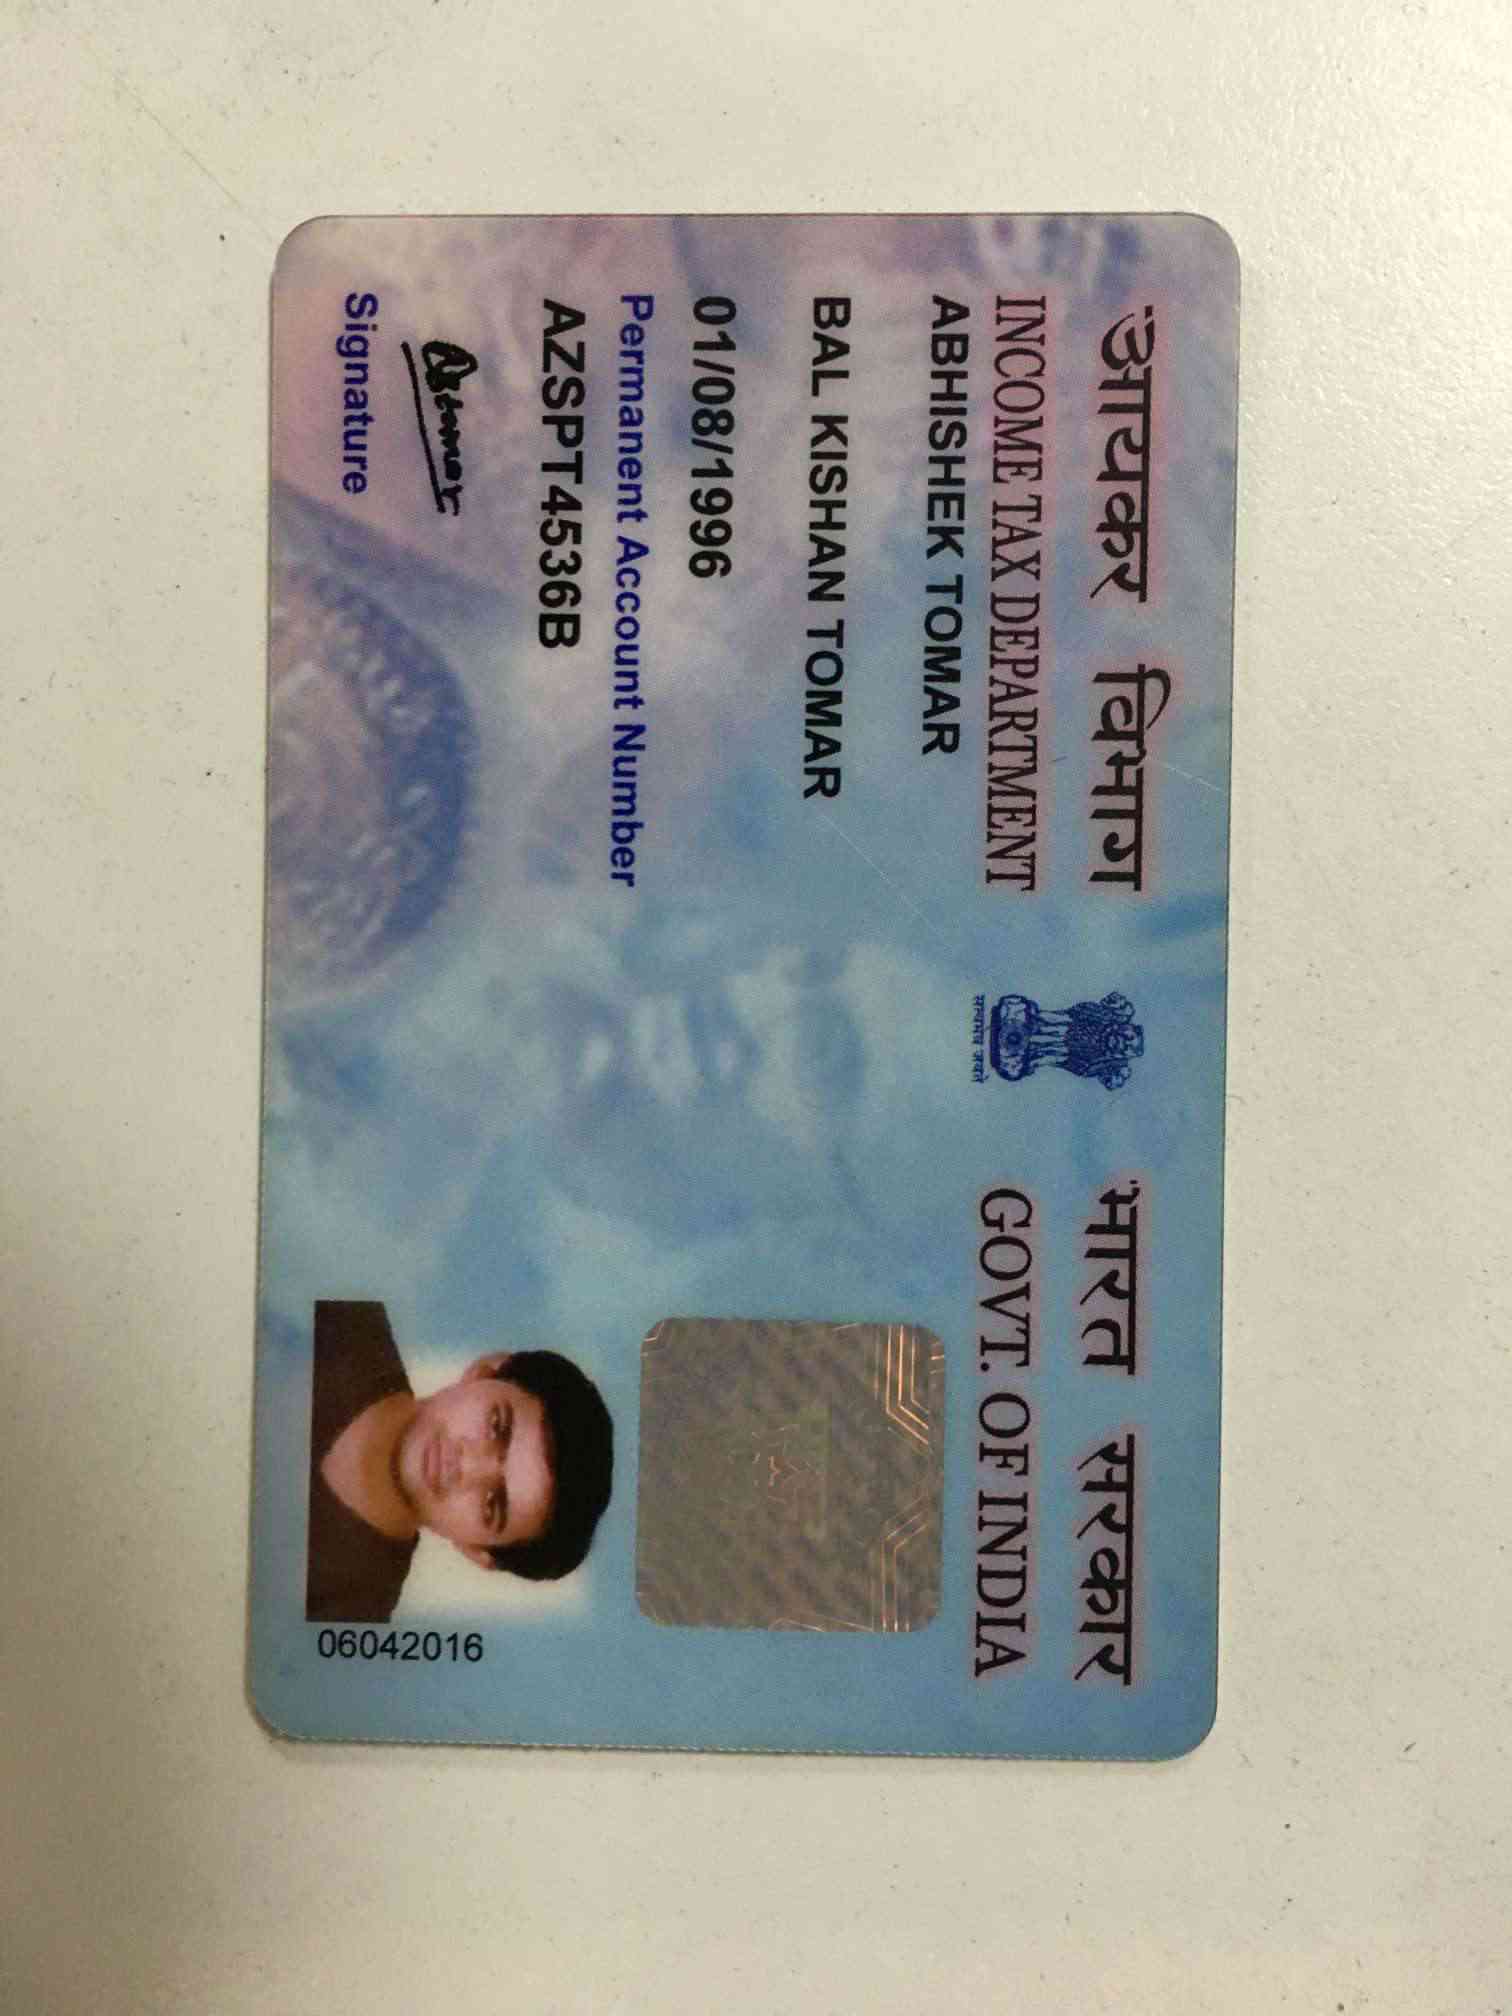 आयकर विभाग
INCOME TAX DEPARTMENT
सत्यमेव जयते
भारत सरकार
GOVT. OF INDIA
ABHISHEK TOMAR
BAL KISHAN TOMAR
01/08/1996
Permanent Account Number
AZSPT4536B
Signature
06042016